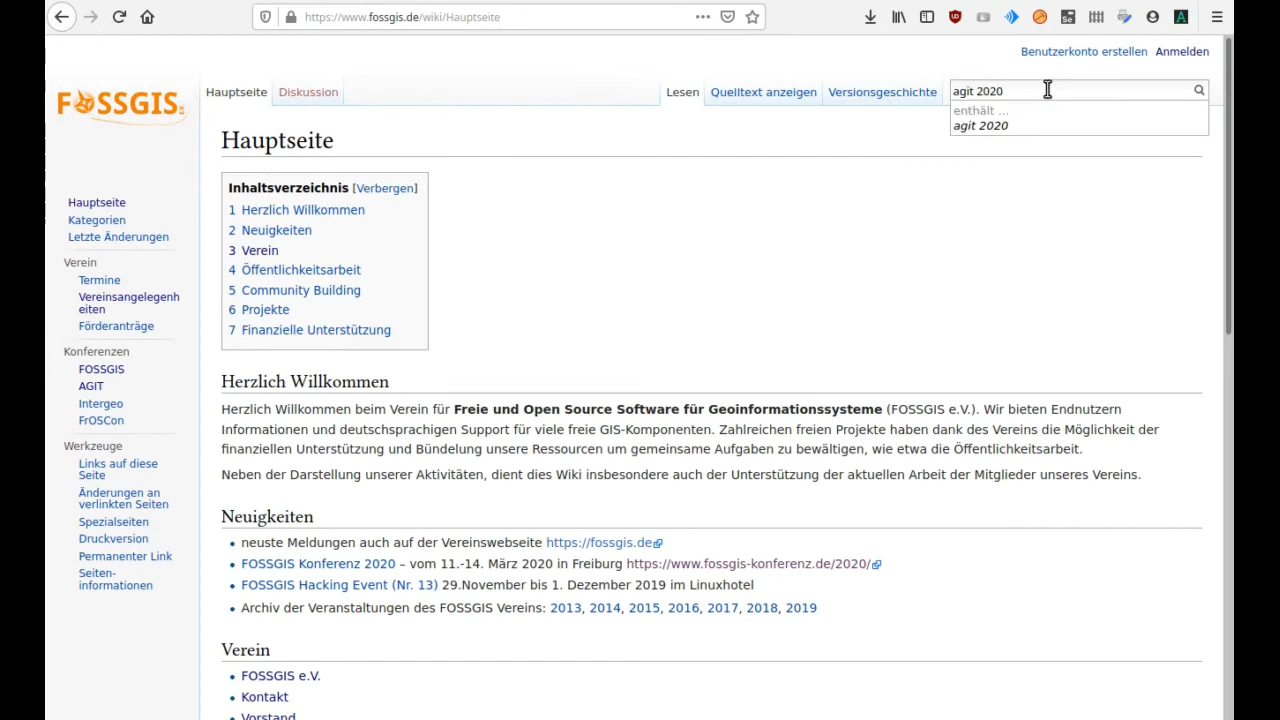 https://www.fossgis.de/wiki/Hauptseite
Benutzerkonto erstellen Anmelden
FOSSGIS
Hauptseite Diskussion Lesen Quelltext anzeigen Versionsgeschichte agit 2020
enthält ...
agit 2020
Hauptseite
Inhaltsverzeichnis [Verbergen]
1 Herzlich Willkommen
2 Neuigkeiten
3 Verein
4 Öffentlichkeitsarbeit
5 Community Building
6 Projekte
7 Finanzielle Unterstützung
Hauptseite
Kategorien
Letzte Änderungen
Verein
Termine
Vereinsangelegenh
eiten
Förderanträge
Konferenzen
FOSSGIS
AGIT
Intergeo
FrOSCon
Werkzeuge
Links auf diese
Seite
Änderungen an
verlinkten Seiten
Spezialseiten
Druckversion
Permanenter Link
Seiten-
informationen
Herzlich Willkommen
Herzlich Willkommen beim Verein für Freie und Open Source Software für Geoinformationssysteme (FOSSGIS e.V.). Wir bieten Endnutzern
Informationen und deutschsprachigen Support für viele freie GIS-Komponenten. Zahlreichen freien Projekte haben dank des Vereins die Möglichkeit der
finanziellen Unterstützung und Bündelung unsere Ressourcen um gemeinsame Aufgaben zu bewältigen, wie etwa die Öffentlichkeitsarbeit.
Neben der Darstellung unserer Aktivitäten, dient dies Wiki insbesondere auch der Unterstützung der aktuellen Arbeit der Mitglieder unseres Vereins.
Neuigkeiten
neuste Meldungen auch auf der Vereinswebseite https://fossgis.de
FOSSGIS Konferenz 2020 – vom 11.-14. März 2020 in Freiburg https://www.fossgis-konferenz.de/2020/
FOSSGIS Hacking Event (Nr. 13) 29.November bis 1. Dezember 2019 im Linuxhotel
Archiv der Veranstaltungen des FOSSGIS Vereins: 2013, 2014, 2015, 2016, 2017, 2018, 2019
Verein
FOSSGIS e.V.
Kontakt
Vorstand